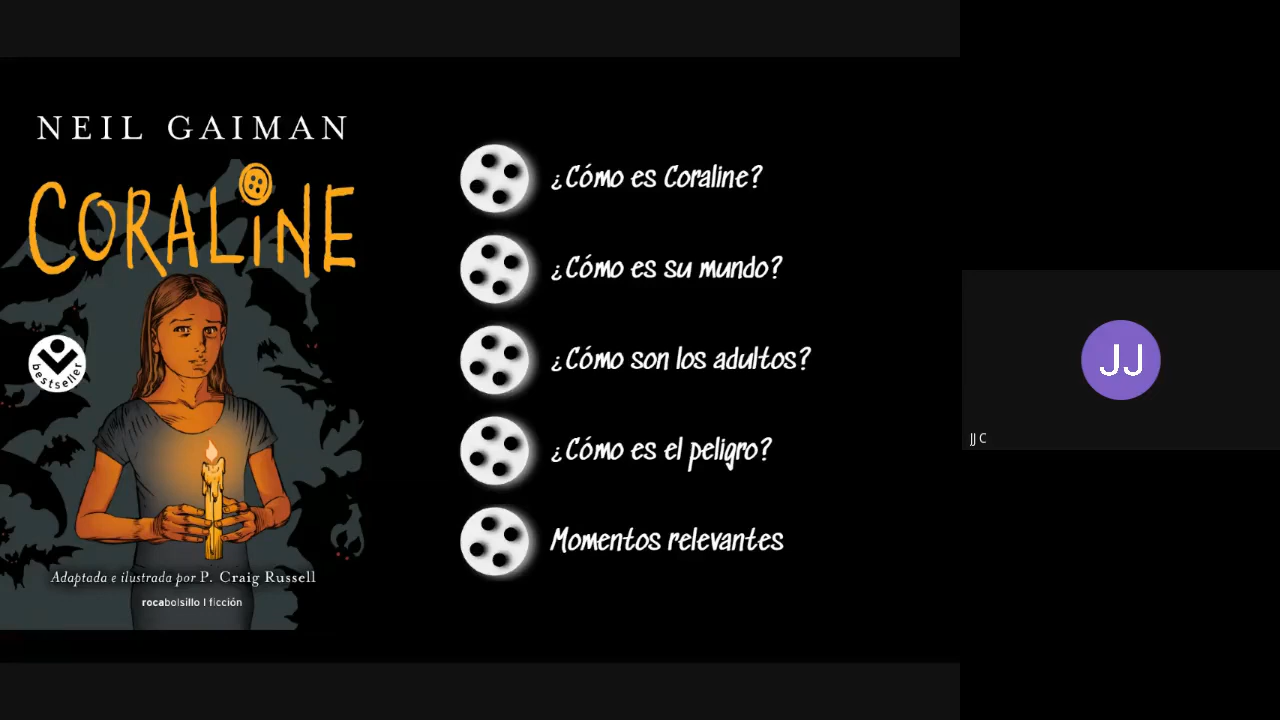 NEIL GAIMAN
CORALINE
bestseller
Adaptada e ilustrada por P. Craig Russell
rocabolsillo | ficción
¿Cómo es Coraline?
¿Cómo es su mundo?
¿Cómo son los adultos?
¿Cómo es el peligro?
Momentos relevantes
JJ
JJ C